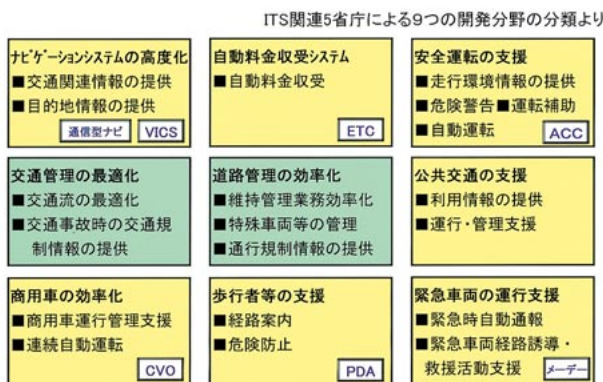 ITS関連5省庁による9つの開発分野の分類より
ナビゲーションシステムの高度化
■交通関連情報の提供
■目的地情報の提供
通信型ナビ VICS
自動料金収受システム
■自動料金収受
ETC
安全運転の支援
■走行環境情報の提供
■危険警告■運転補助
■自動運転 ACC
交通管理の最適化
■交通流の最適化
■交通事故時の交通規
制情報の提供
道路管理の効率化
■維持管理業務効率化
■特殊車両等の管理
■通行規制情報の提供
公共交通の支援
■利用情報の提供
■運行・管理支援
商用車の効率化
■商用車運行管理支援
■連続自動運転
CVO
歩行者等の支援
■経路案内
■危険防止
PDA
緊急車両の運行支援
■緊急時自動通報
■緊急車両経路誘導・
救援活動支援 メーデー